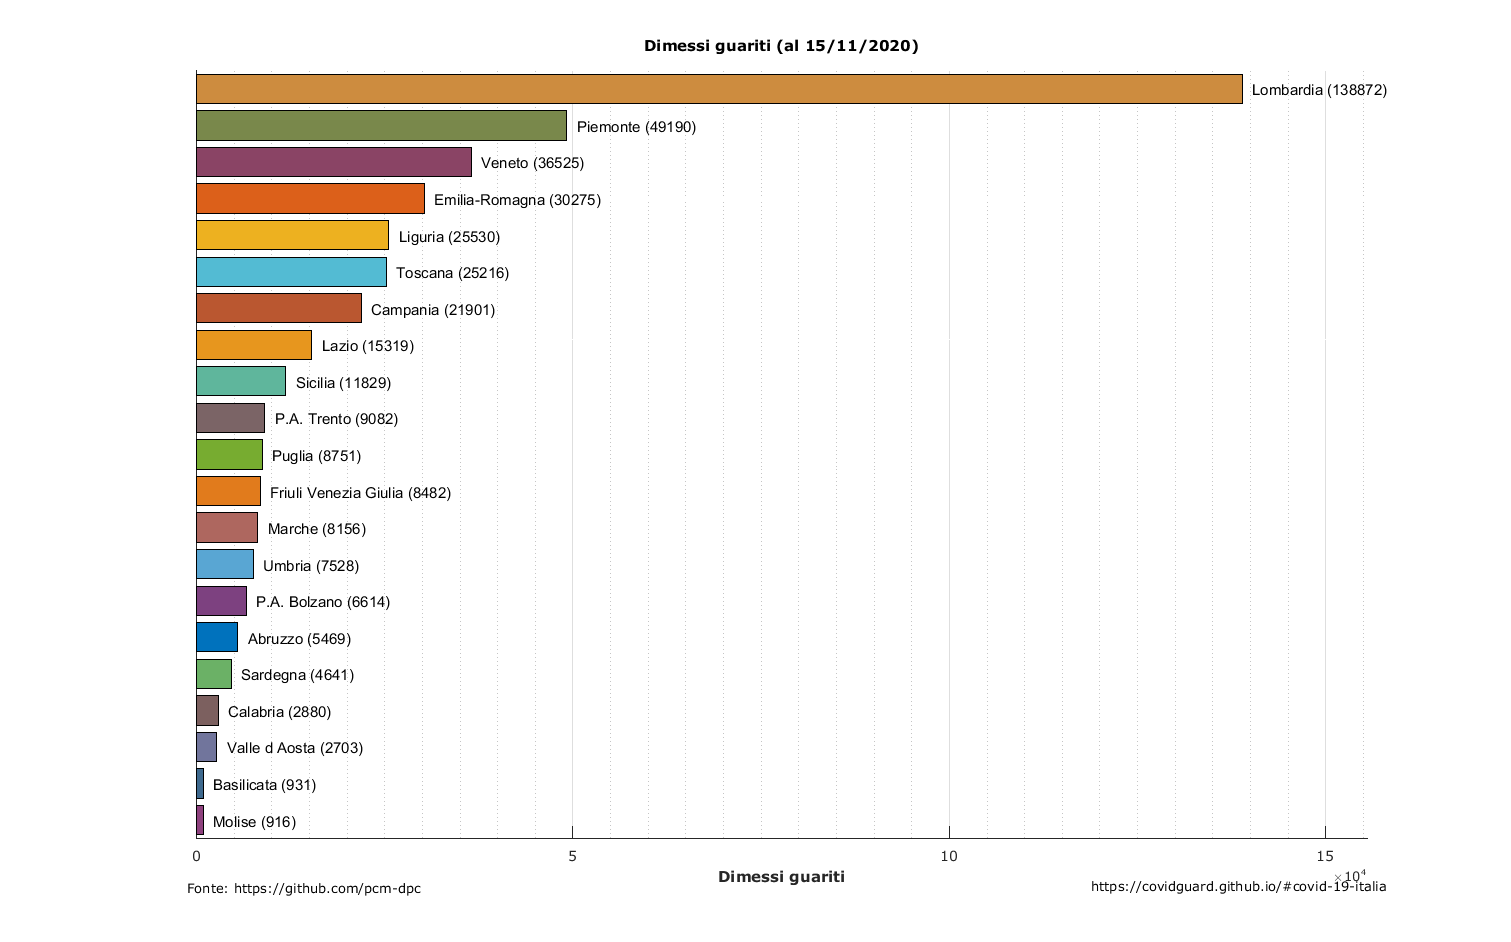 Dimessi guariti (al 15/11/2020)
Lombardia (138872)
Piemonte (49190)
Veneto (36525)
Emilia-Romagna (30275)
Liguria (25530)
Toscana (25216)
Campania (21901)
Lazio (15319)
Sicilia (11829)
P.A. Trento (9082)
Puglia (8751)
Friuli Venezia Giulia (8482)
Marche (8156)
Umbria (7528)
P.A. Bolzano (6614)
Abruzzo (5469)
Sardegna (4641)
Calabria (2880)
Valle d Aosta (2703)
Basilicata (931)
Molise (916)
0 5 10 15
×10⁴
Dimessi guariti
Fonte: https://github.com/pcm-dpc
https://covidguard.github.io/#covid-19-italia